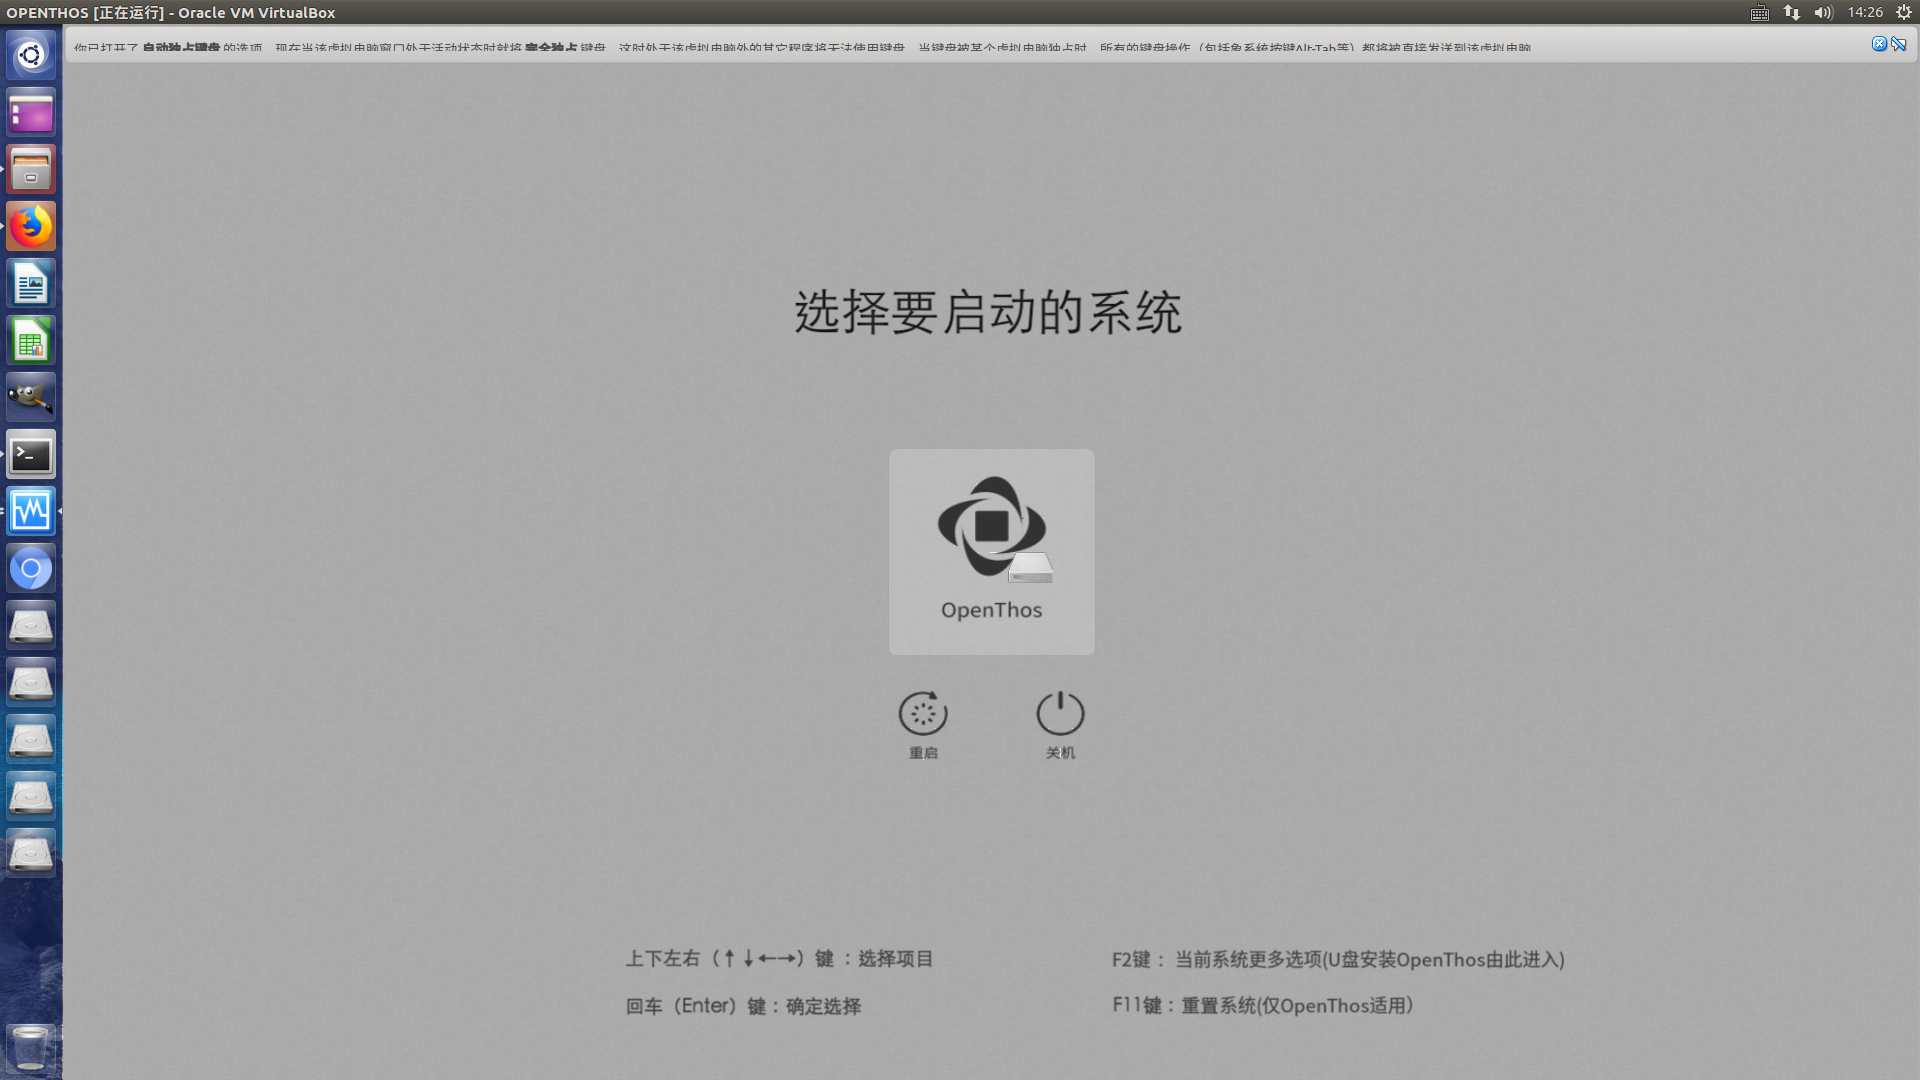 OPENTHOS [正在运行] - Oracle VM VirtualBox
14:26
你已打开了 自动独占键盘 的选项。现在当该虚拟电脑窗口处于活动状态时就将 完全独占 键盘，这时处于该虚拟电脑外的其它程序将无法使用键盘。当键盘被某个虚拟电脑独占时，所有的键盘操作（包括象系统按键Alt-Tab等）都将被直接发送到该虚拟电脑。
选择要启动的系统
OpenThos
重启
关机
上下左右（↑↓←→）键 ：选择项目
F2键： 当前系统更多选项(U盘安装OpenThos由此进入)
回车（Enter）键：确定选择
F11键：重置系统(仅OpenThos适用）